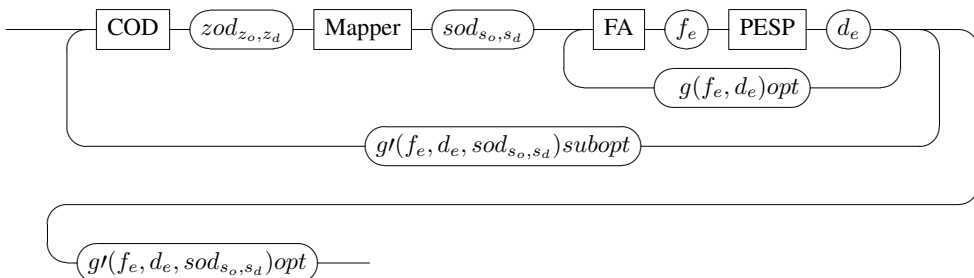 COD zod_{z_o,z_d} Mapper sod_{s_o,s_d} FA f_e PESP d_e
g(f_e, d_e)opt
g′(f_e, d_e, sod_{s_o,s_d})subopt
g′(f_e, d_e, sod_{s_o,s_d})opt